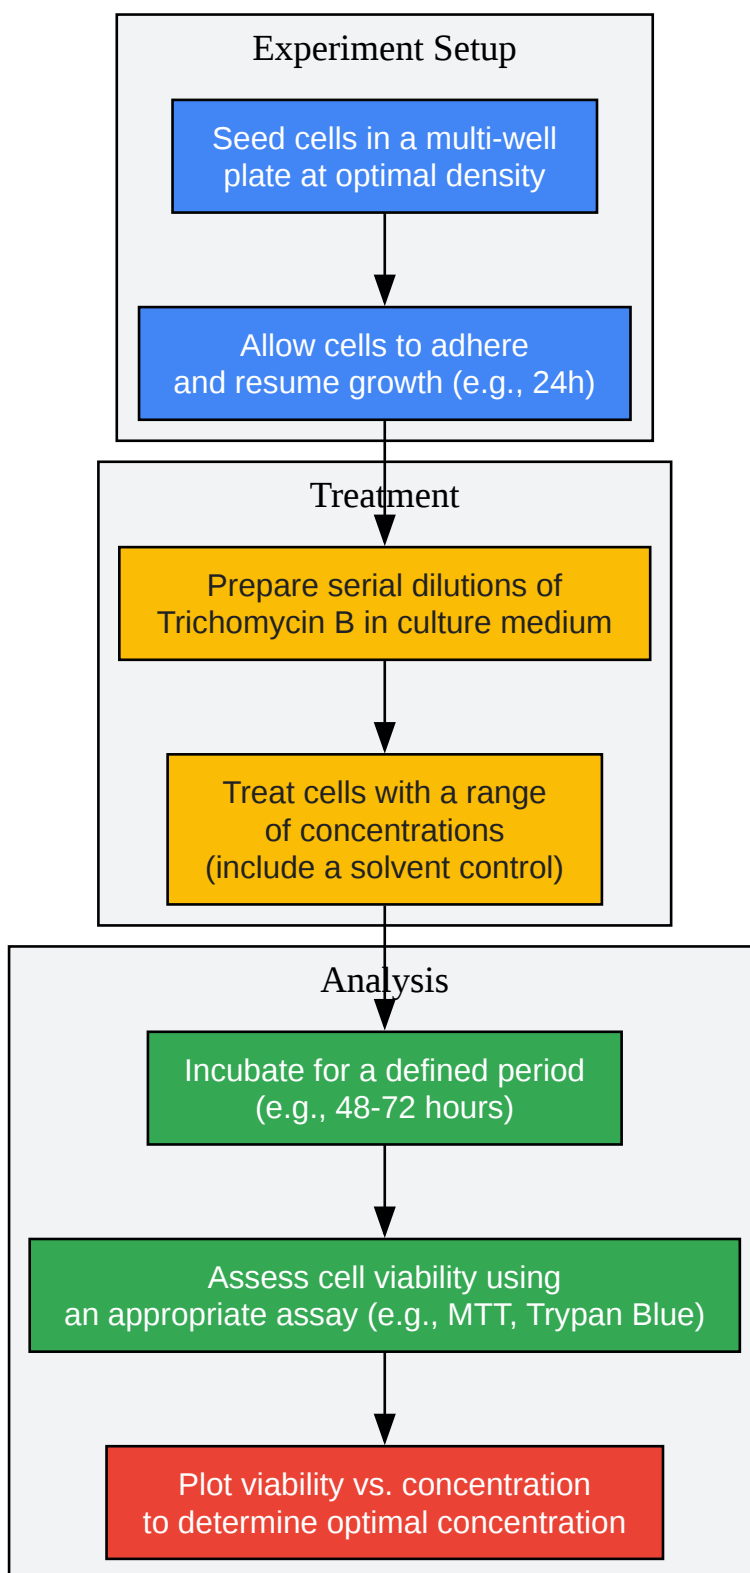 Experiment Setup
Seed cells in a multi-well
plate at optimal density
Allow cells to adhere
and resume growth (e.g., 24h)
Treatment
Prepare serial dilutions of
Trichomycin B in culture medium
Treat cells with a range
of concentrations
(include a solvent control)
Analysis
Incubate for a defined period
(e.g., 48-72 hours)
Assess cell viability using
an appropriate assay (e.g., MTT, Trypan Blue)
Plot viability vs. concentration
to determine optimal concentration